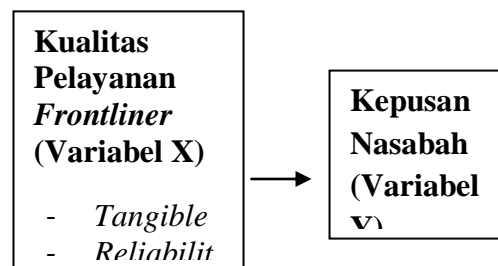 Kualitas
Pelayanan
Frontliner
(Variabel X)
- Tangible
- Reliabilit
Kepusan
Nasabah
(Variabel
Y)